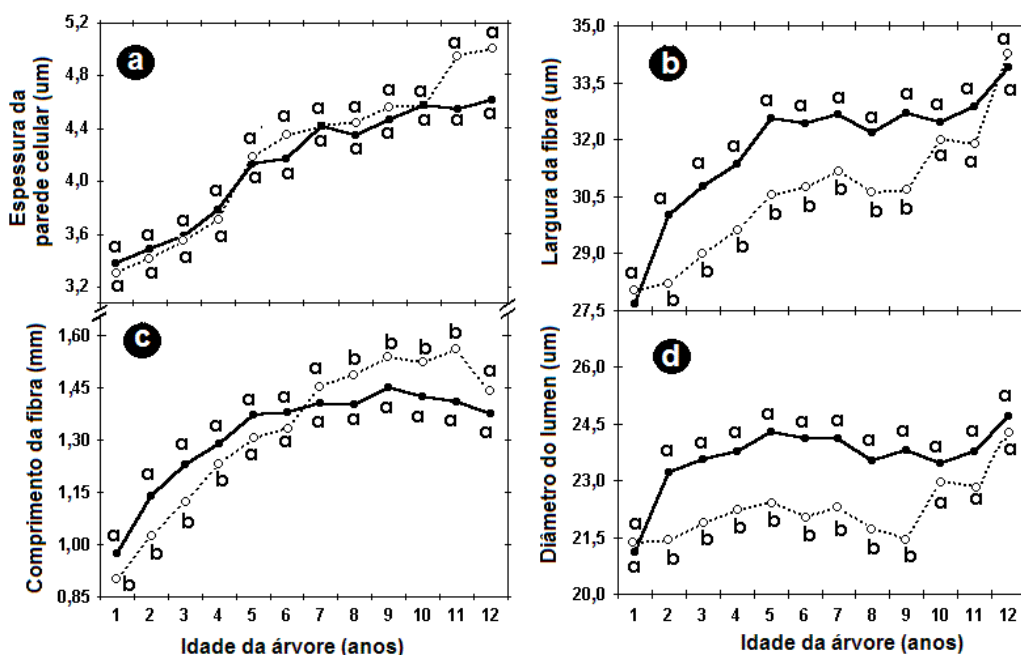 a
Espessura da
parede celular (um)
5,2
4,8
4,4
4,0
3,6
3,2
a a a a a a a a a a a a
a a a a a a a a a a a a
b
Largura da fibra (um)
35,0
33,5
32,0
30,5
29,0
27,5
a a a a a a a a a a a a
b b b b b b b b a a a
c
Comprimento da fibra (mm)
1,60
1,45
1,30
1,15
1,00
0,85
a a a a a a a b b b b a
b b b b a a a a a a a a
1 2 3 4 5 6 7 8 9 10 11 12
Idade da árvore (anos)
d
Diâmetro do lumen (um)
26,0
24,5
23,0
21,5
20,0
a a a a a a a a a a a a
a b b b b b b b b a a a
1 2 3 4 5 6 7 8 9 10 11 12
Idade da árvore (anos)